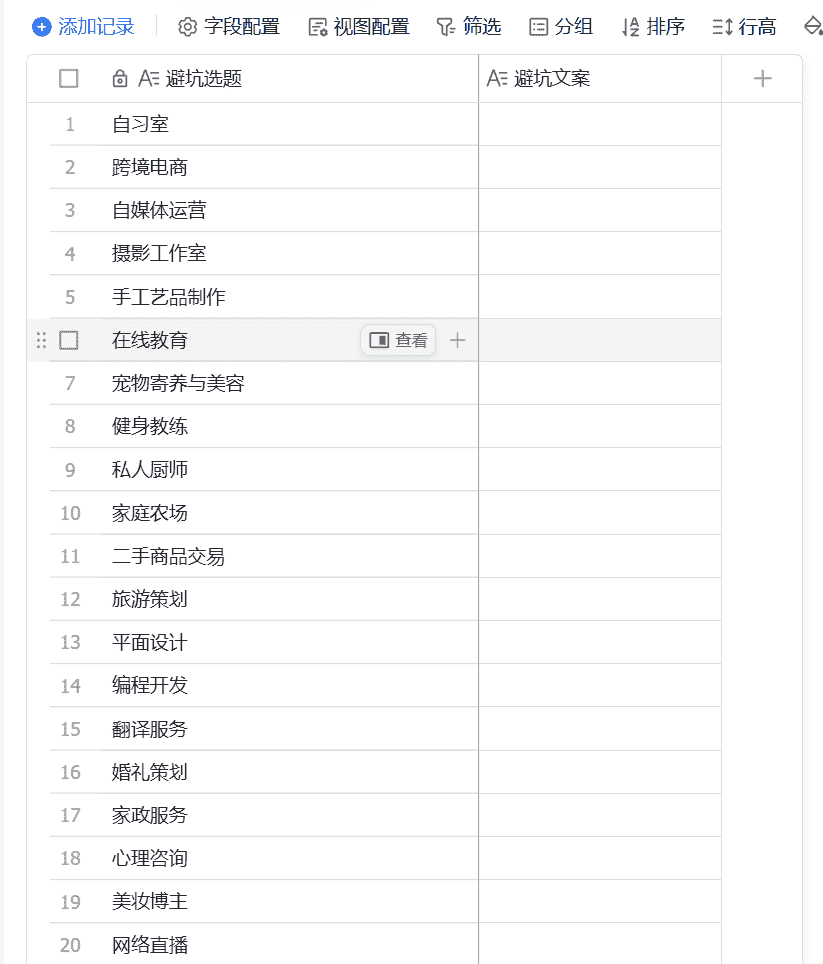 添加记录 字段配置 视图配置 筛选 分组 排序 行高
避坑选题 避坑文案
1 自习室
2 跨境电商
3 自媒体运营
4 摄影工作室
5 手工艺品制作
在线教育 查看
7 宠物寄养与美容
8 健身教练
9 私人厨师
10 家庭农场
11 二手商品交易
12 旅游策划
13 平面设计
14 编程开发
15 翻译服务
16 婚礼策划
17 家政服务
18 心理咨询
19 美妆博主
20 网络直播